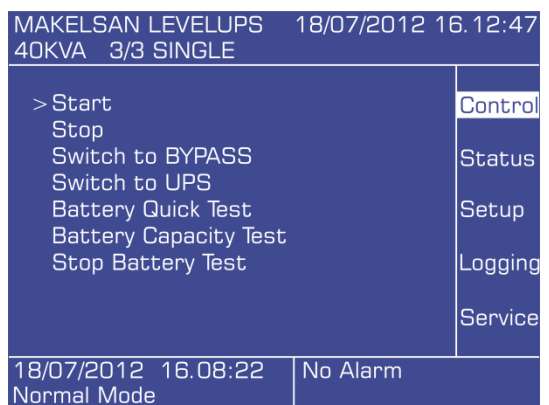 MAKELSAN LEVELUPS 18/07/2012 16.12:47
40KVA 3/3 SINGLE
> Start
Stop
Switch to BYPASS
Switch to UPS
Battery Quick Test
Battery Capacity Test
Stop Battery Test
Control
Status
Setup
Logging
Service
18/07/2012 16.08:22
Normal Mode
No Alarm